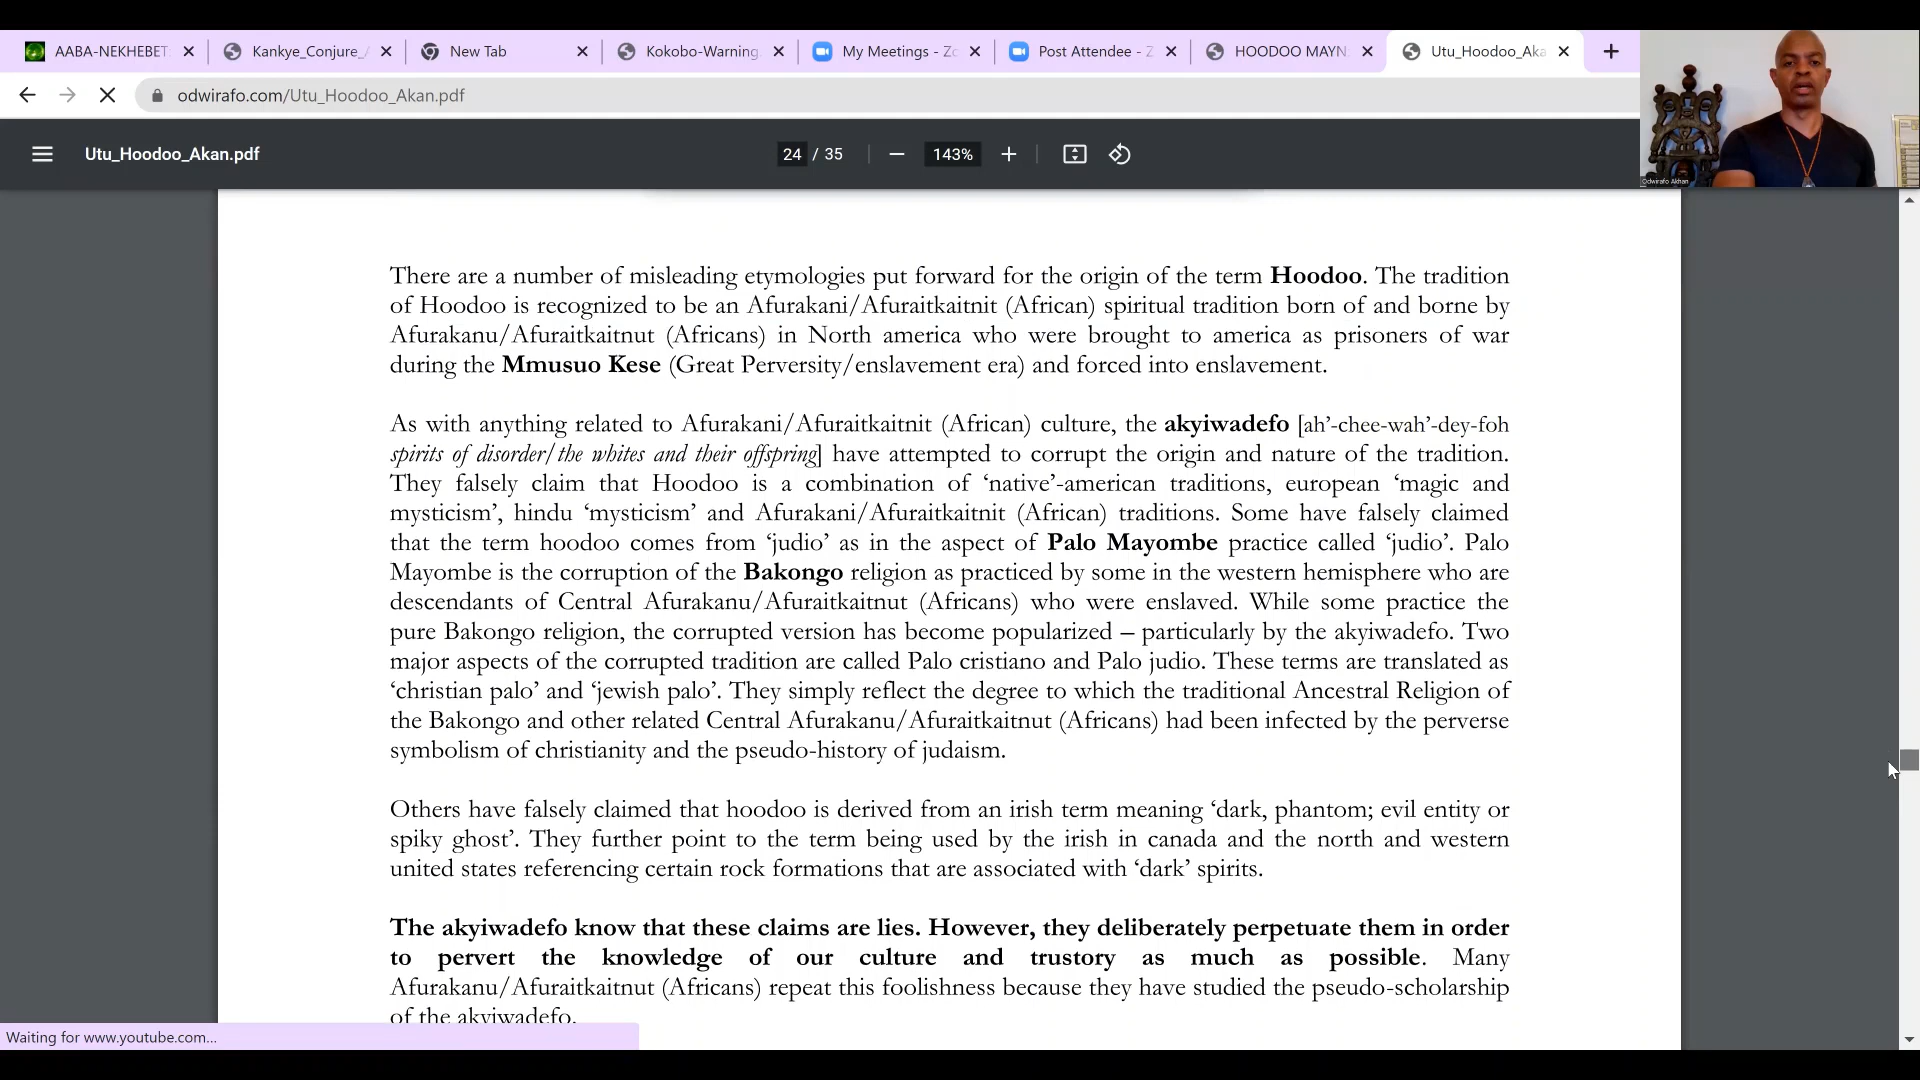 AABA-NEKHEBET:
Kankye_Conjure_A
New Tab
Kokobo-Warning.
My Meetings - Zo
Post Attendee - Z
HOODOO MAYN
Utu_Hoodoo_Aka
odwirafo.com/Utu_Hoodoo_Akan.pdf
Utu_Hoodoo_Akan.pdf
24 / 35
143%
Odwirafo Akhan
There are a number of misleading etymologies put forward for the origin of the term Hoodoo. The tradition
of Hoodoo is recognized to be an Afurakani/Afuraitkaitnit (African) spiritual tradition born of and borne by
Afurakanu/Afuraitkaitnut (Africans) in North america who were brought to america as prisoners of war
during the Mmusuo Kese (Great Perversity/enslavement era) and forced into enslavement.
As with anything related to Afurakani/Afuraitkaitnit (African) culture, the akyiwadefo [ah’-chee-wah’-dey-foh
spirits of disorder/the whites and their offspring] have attempted to corrupt the origin and nature of the tradition.
They falsely claim that Hoodoo is a combination of ‘native’-american traditions, european ‘magic and
mysticism’, hindu ‘mysticism’ and Afurakani/Afuraitkaitnit (African) traditions. Some have falsely claimed
that the term hoodoo comes from ‘judio’ as in the aspect of Palo Mayombe practice called ‘judio’. Palo
Mayombe is the corruption of the Bakongo religion as practiced by some in the western hemisphere who are
descendants of Central Afurakanu/Afuraitkaitnut (Africans) who were enslaved. While some practice the
pure Bakongo religion, the corrupted version has become popularized – particularly by the akyiwadefo. Two
major aspects of the corrupted tradition are called Palo cristiano and Palo judio. These terms are translated as
‘christian palo’ and ‘jewish palo’. They simply reflect the degree to which the traditional Ancestral Religion of
the Bakongo and other related Central Afurakanu/Afuraitkaitnut (Africans) had been infected by the perverse
symbolism of christianity and the pseudo-history of judaism.
Others have falsely claimed that hoodoo is derived from an irish term meaning ‘dark, phantom; evil entity or
spiky ghost’. They further point to the term being used by the irish in canada and the north and western
united states referencing certain rock formations that are associated with ‘dark’ spirits.
The akyiwadefo know that these claims are lies. However, they deliberately perpetuate them in order
to pervert the knowledge of our culture and trustory as much as possible. Many
Afurakanu/Afuraitkaitnut (Africans) repeat this foolishness because they have studied the pseudo-scholarship
of the akyiwadefo.
Waiting for www.youtube.com...